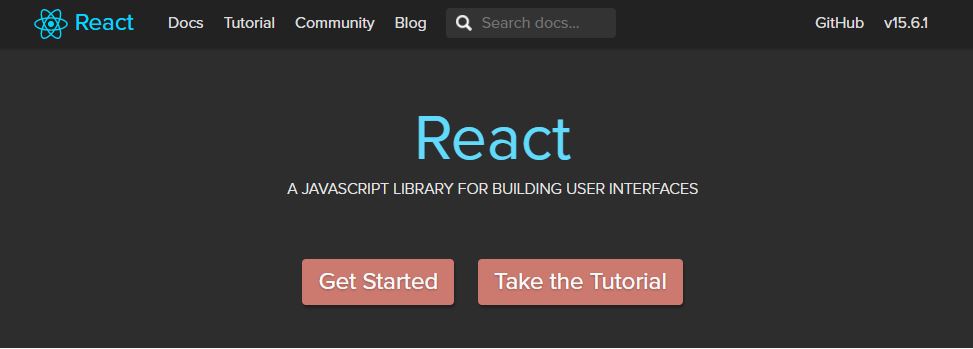 React Docs Tutorial Community Blog Search docs... GitHub v15.6.1
React
A JAVASCRIPT LIBRARY FOR BUILDING USER INTERFACES
Get Started Take the Tutorial